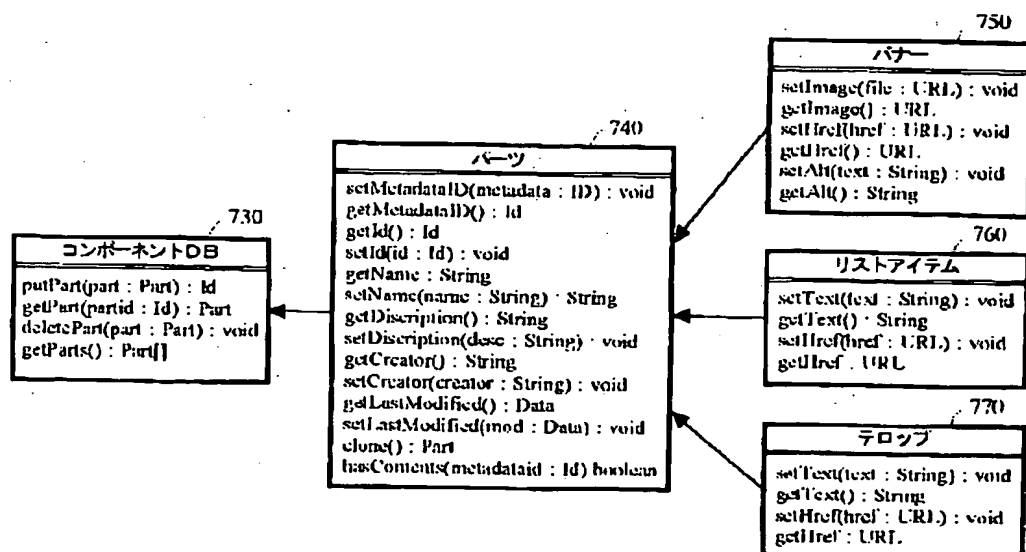 730
コンポーネントDB
putPart(part : Part) : Id
getPart(partid : Id) : Part
deletePart(part : Part) : void
getParts() : Part[]
740
パーツ
setMetadataID(metadata : ID) : void
getMetadataID() : Id
getId() : Id
setId(id : Id) : void
getName : String
setName(name : String) : String
getDiscription() : String
setDiscription(desc : String) : void
getCreator() : String
setCreator(creator : String) : void
getLastModified() : Data
setLastModified(mod : Data) : void
clone() : Part
hasContents(metadataid : Id) boolean
750
バナー
setImage(file : URL) : void
getImage() : URL
setHref(href : URL) : void
getHref() : URL
setAlt(text : String) : void
getAlt() : String
760
リストアイテム
setText(text : String) : void
getText() : String
setHref(href : URL) : void
getHref : URL
770
テロップ
setText(text : String) : void
getText() : String
setHref(href : URL) : void
getHref : URL